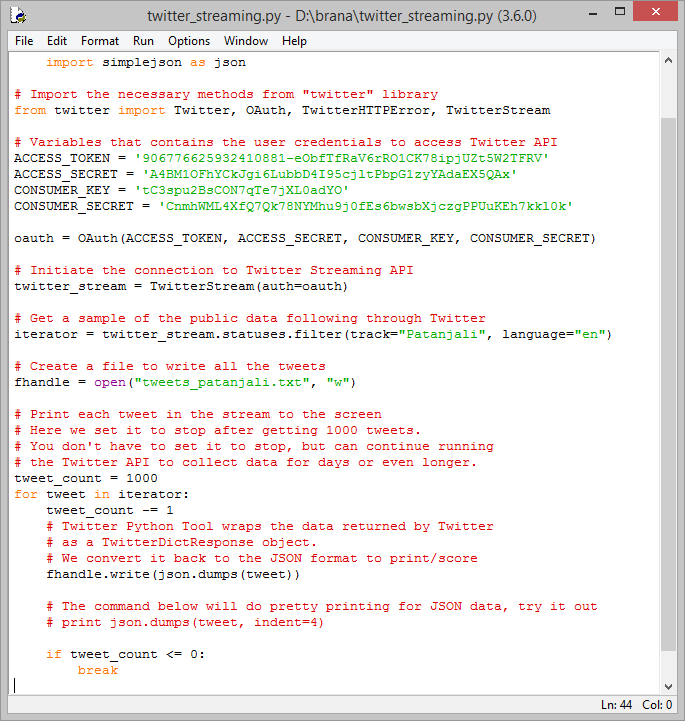 twitter_streaming.py - D:\brana\twitter_streaming.py (3.6.0)
File Edit Format Run Options Window Help
    import simplejson as json

# Import the necessary methods from "twitter" library
from twitter import Twitter, OAuth, TwitterHTTPError, TwitterStream

# Variables that contains the user credentials to access Twitter API
ACCESS_TOKEN = '906776625932410881-eObfTfRaV6rRO1CK78ipjUZt5W2TFRV'
ACCESS_SECRET = 'A4BM1OFhYCkJgi6LubbD4I95cjltPbpG1zyYAdaEX5QAx'
CONSUMER_KEY = 'tC3spu2BsCON7qTe7jXL0adYO'
CONSUMER_SECRET = 'CnmhWML4XfQ7Qk78NYMhu9j0fEs6bwsbXjczgPPUuKEh7kkl0k'

oauth = OAuth(ACCESS_TOKEN, ACCESS_SECRET, CONSUMER_KEY, CONSUMER_SECRET)

# Initiate the connection to Twitter Streaming API
twitter_stream = TwitterStream(auth=oauth)

# Get a sample of the public data following through Twitter
iterator = twitter_stream.statuses.filter(track="Patanjali", language="en")

# Create a file to write all the tweets
fhandle = open("tweets_patanjali.txt", "w")

# Print each tweet in the stream to the screen
# Here we set it to stop after getting 1000 tweets.
# You don't have to set it to stop, but can continue running
# the Twitter API to collect data for days or even longer.
tweet_count = 1000
for tweet in iterator:
    tweet_count -= 1
    # Twitter Python Tool wraps the data returned by Twitter
    # as a TwitterDictResponse object.
    # We convert it back to the JSON format to print/score
    fhandle.write(json.dumps(tweet))

    # The command below will do pretty printing for JSON data, try it out
    # print json.dumps(tweet, indent=4)

    if tweet_count <= 0:
        break
Ln: 44 Col: 0